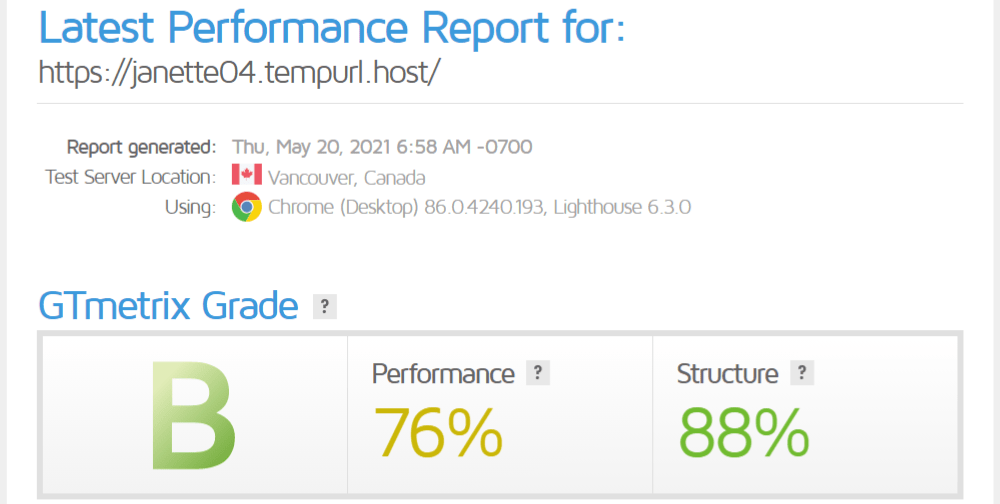 Latest Performance Report for:
https://janette04.tempurl.host/
Report generated: Thu, May 20, 2021 6:58 AM -0700
Test Server Location: Vancouver, Canada
Using: Chrome (Desktop) 86.0.4240.193, Lighthouse 6.3.0
GTmetrix Grade ?
B
Performance ?
76%
Structure ?
88%